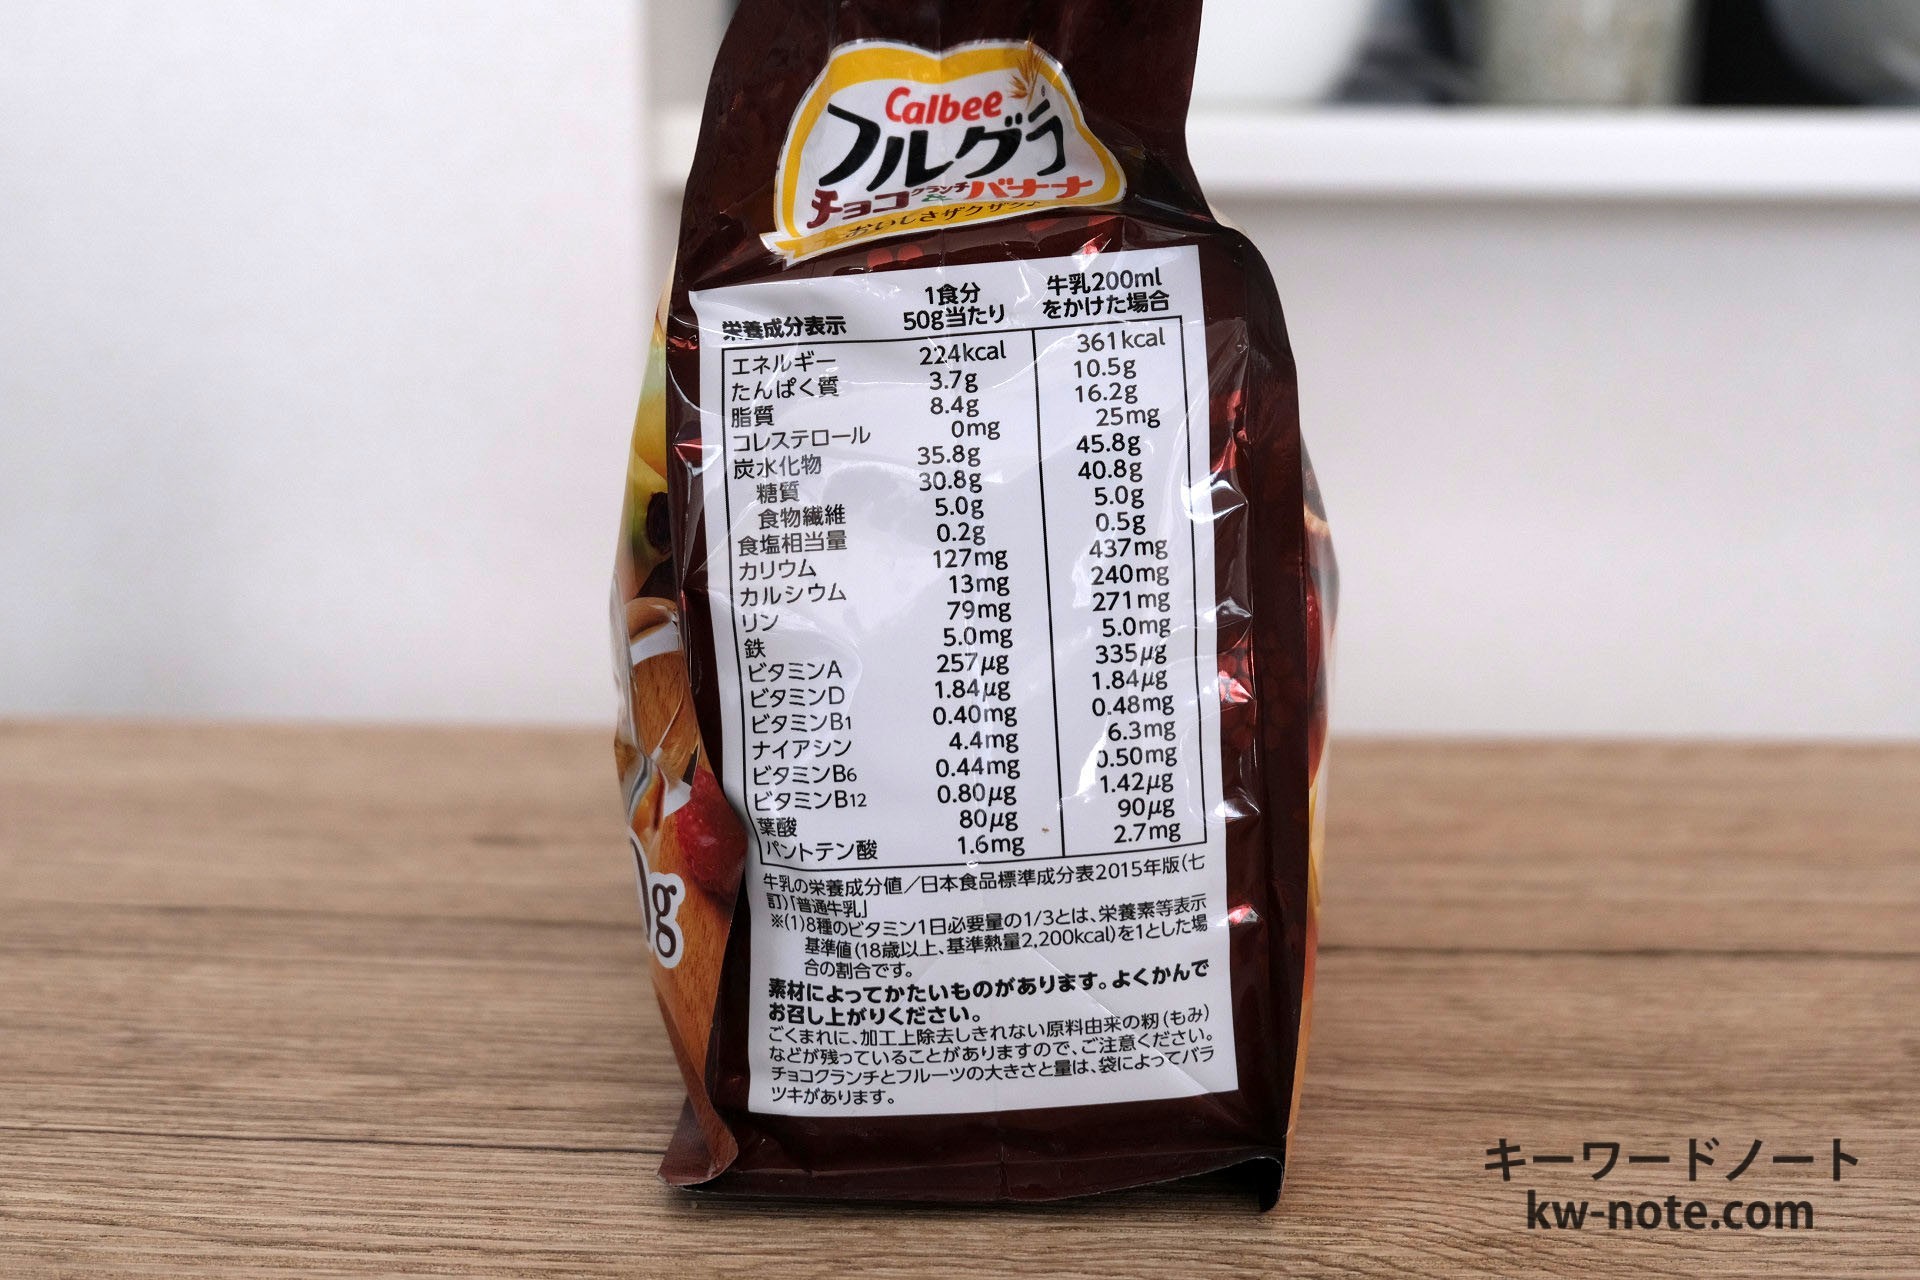 Calbee
フルグラ
チョコクランチ&バナナ
おいしさザクザク♪
栄養成分表示 1食分 50g当たり 牛乳200ml をかけた場合
エネルギー 224kcal 361kcal
たんぱく質 3.7g 10.5g
脂質 8.4g 16.2g
コレステロール 0mg 25mg
炭水化物 35.8g 45.8g
糖質 30.8g 40.8g
食物繊維 5.0g 5.0g
食塩相当量 0.2g 0.5g
カリウム 127mg 437mg
カルシウム 13mg 240mg
リン 79mg 271mg
鉄 5.0mg 5.0mg
ビタミンA 257μg 335μg
ビタミンD 1.84μg 1.84μg
ビタミンB1 0.40mg 0.48mg
ナイアシン 4.4mg 6.3mg
ビタミンB6 0.44mg 0.50mg
ビタミンB12 0.80μg 1.42μg
葉酸 80μg 90μg
パントテン酸 1.6mg 2.7mg
牛乳の栄養成分値/日本食品標準成分表2015年版(七
訂)「普通牛乳」
※(1)8種のビタミン1日必要量の1/3とは、栄養素等表示
基準値(18歳以上、基準熱量2,200kcal)を1とした場
合の割合です。
素材によってかたいものがあります。よくかんで
お召し上がりください。
ごくまれに、加工上除去しきれない原料由来の籾(もみ)
などが残っていることがありますので、ご注意ください。
チョコクランチとフルーツの大きさと量は、袋によってバラ
ツキがあります。
g
キーワードノート
kw-note.com